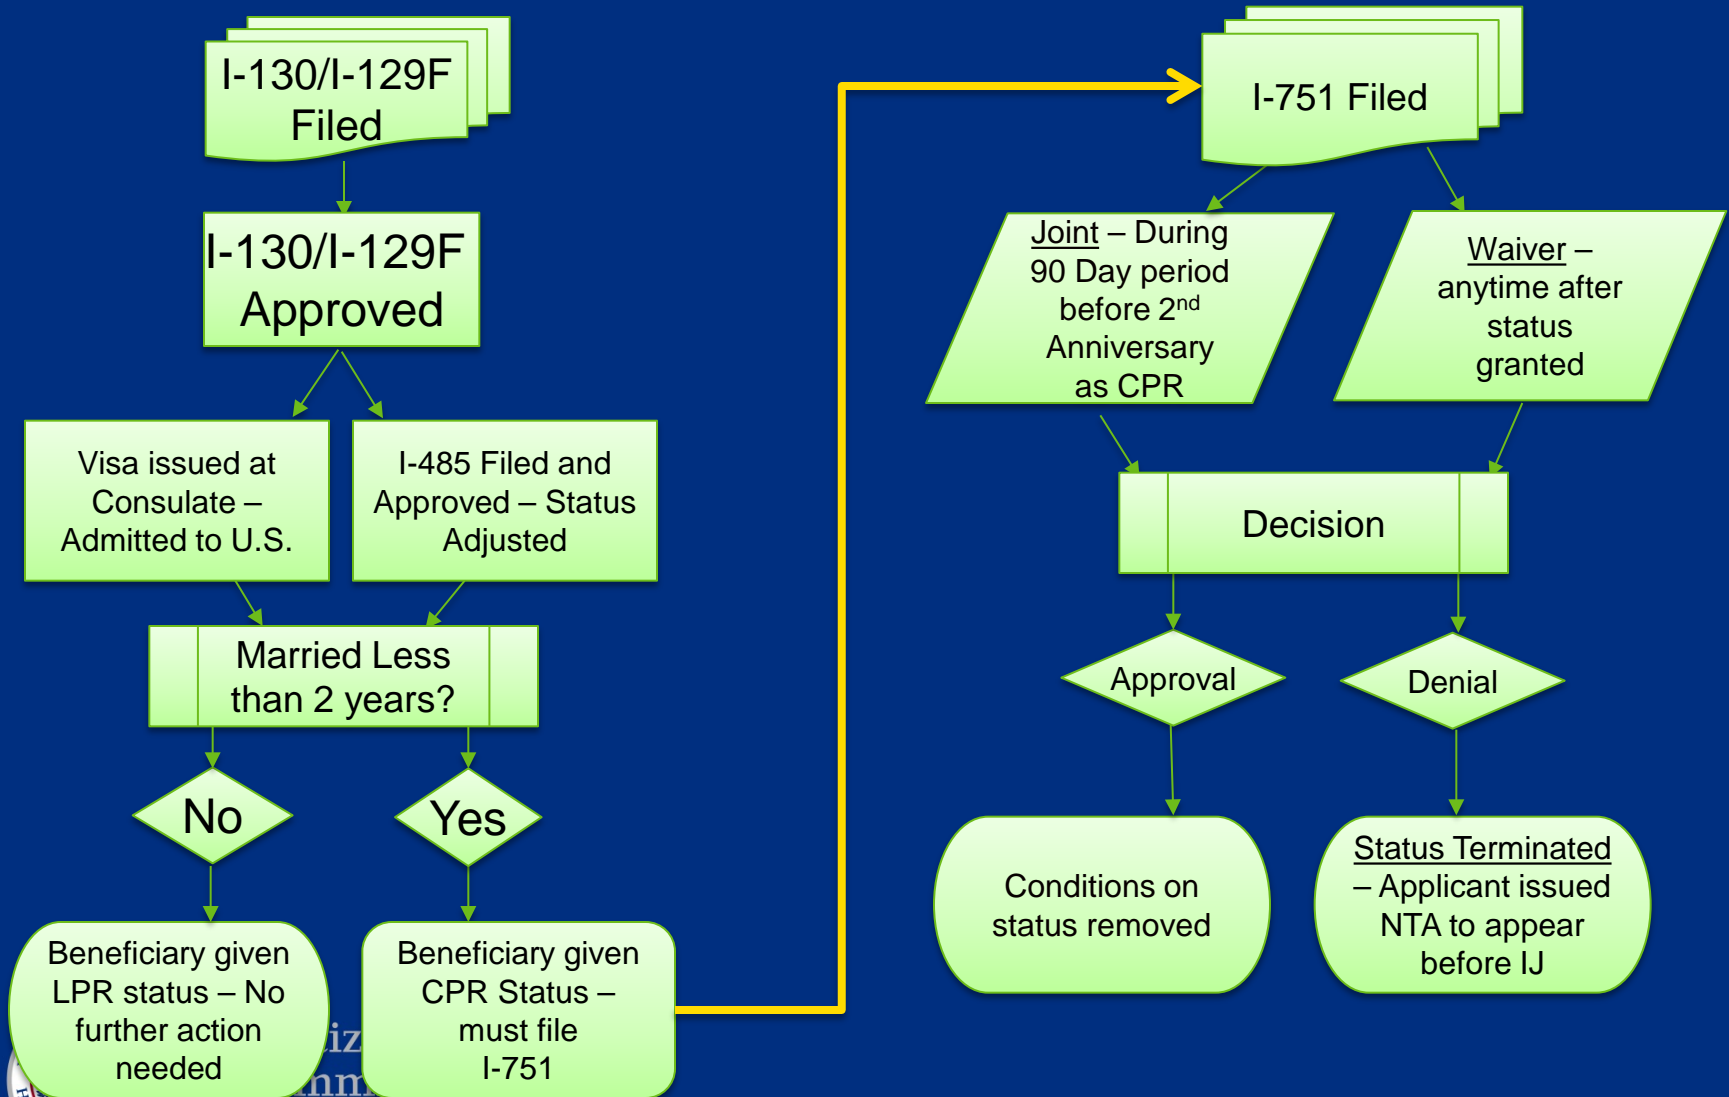 I-130/I-129F
Filed
I-130/I-129F
Approved
Visa issued at
Consulate –
Admitted to U.S.
I-485 Filed and
Approved – Status
Adjusted
Married Less
than 2 years?
No
Yes
Beneficiary given
LPR status – No
further action
needed
Beneficiary given
CPR Status –
must file
I-751
I-751 Filed
Joint – During
90 Day period
before 2nd
Anniversary
as CPR
Waiver –
anytime after
status
granted
Decision
Approval
Denial
Conditions on
status removed
Status Terminated
– Applicant issued
NTA to appear
before IJ